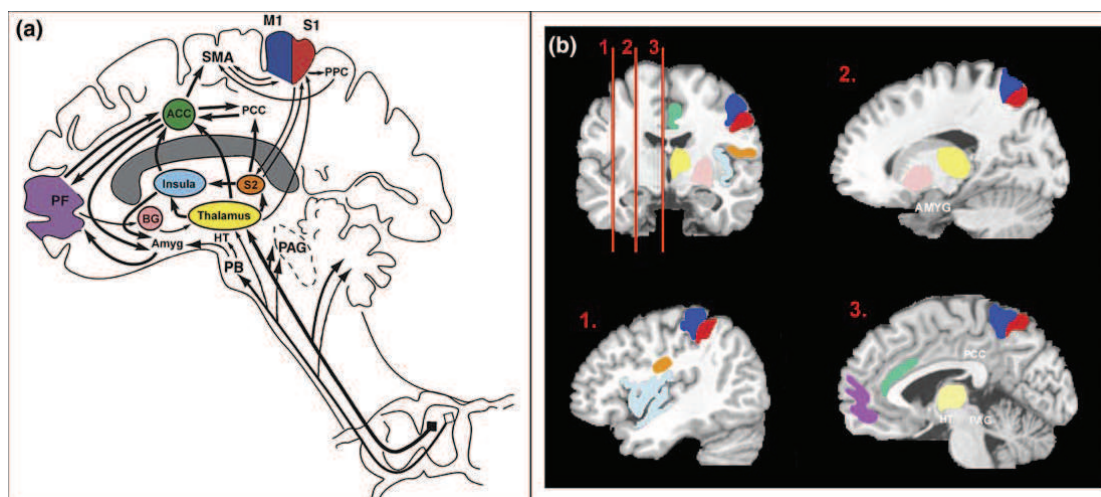 (a)
M1
S1
SMA
PPC
ACC
PCC
Insula
S2
PF
BG
Thalamus
Amyg
HT
PAG
PB
(b)
1
2
3
2.
AMYG
1.
3.
PCC
HT